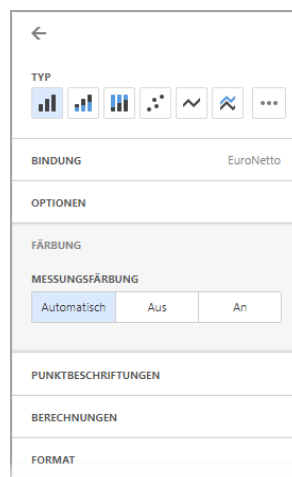 TYP
BINDUNG EuroNetto
OPTIONEN
FÄRBUNG
MESSUNGSFÄRBUNG
Automatisch Aus An
PUNKTBESCHRIFTUNGEN
BERECHNUNGEN
FORMAT